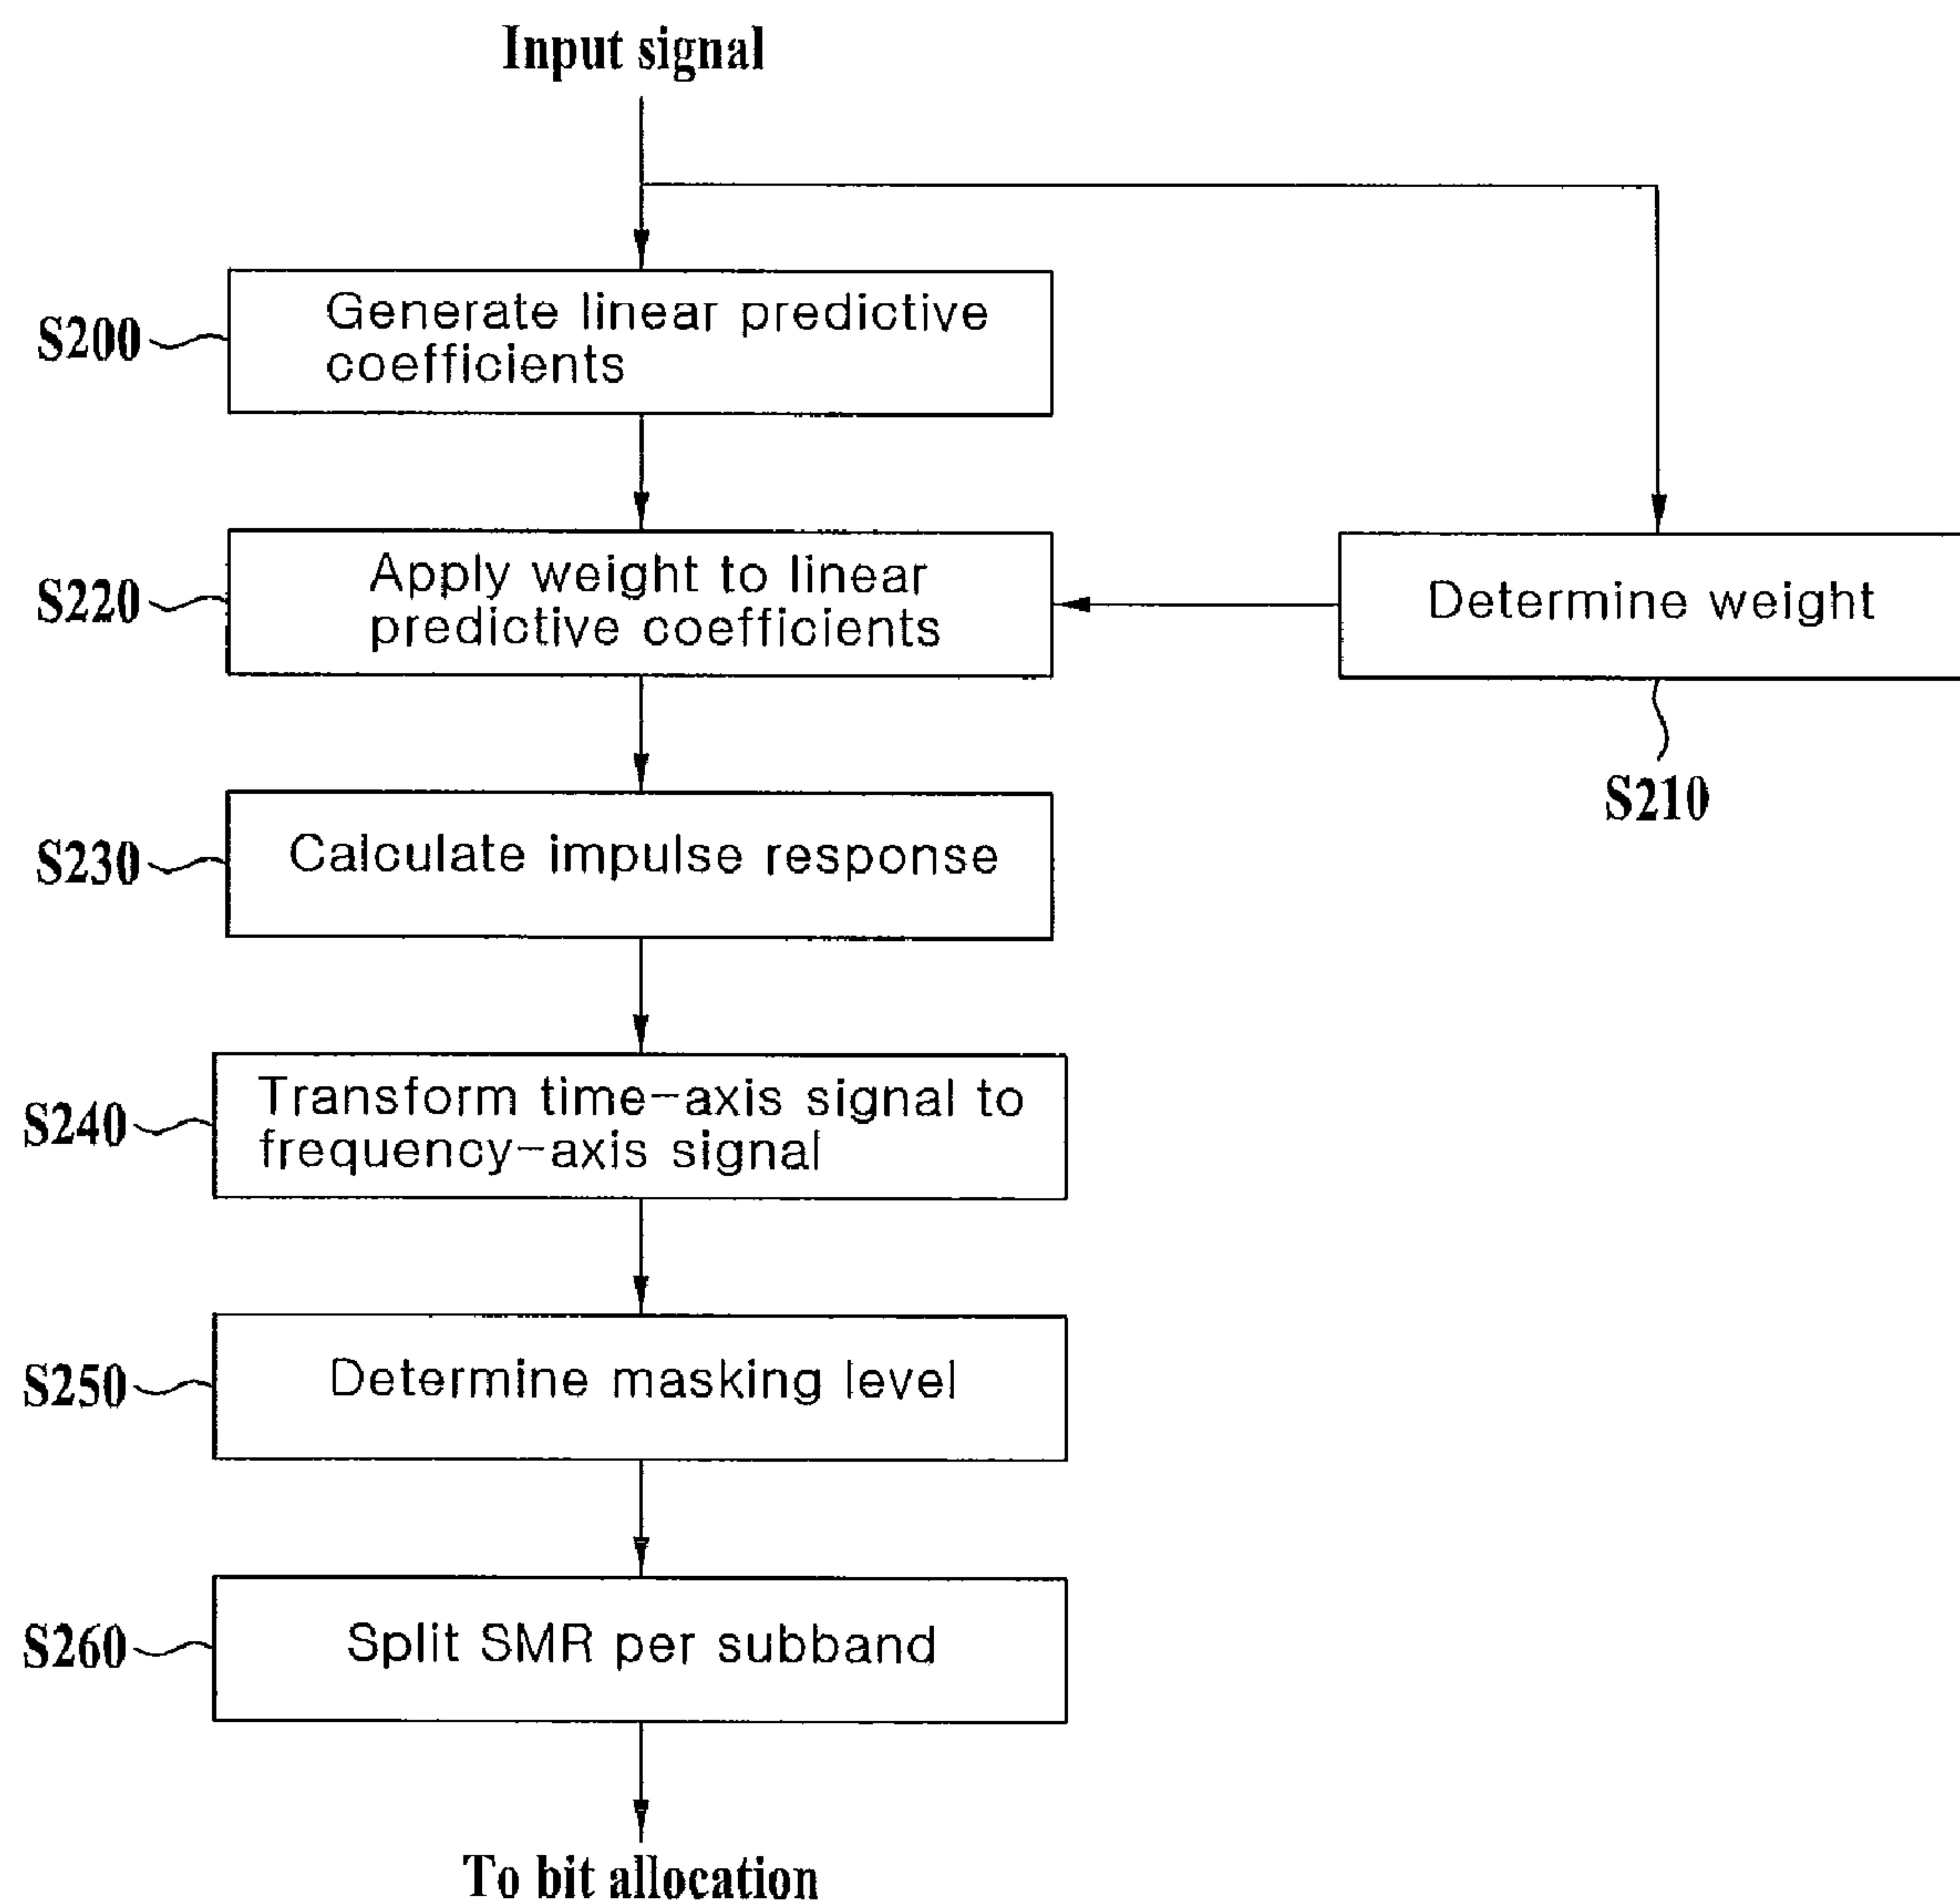 Input signal
S200
Generate linear predictive
coefficients
S220
Apply weight to linear
predictive coefficients
Determine weight
S210
S230
Calculate impulse response
S240
Transform time-axis signal to
frequency-axis signal
S250
Determine masking level
S260
Split SMR per subband
To bit allocation